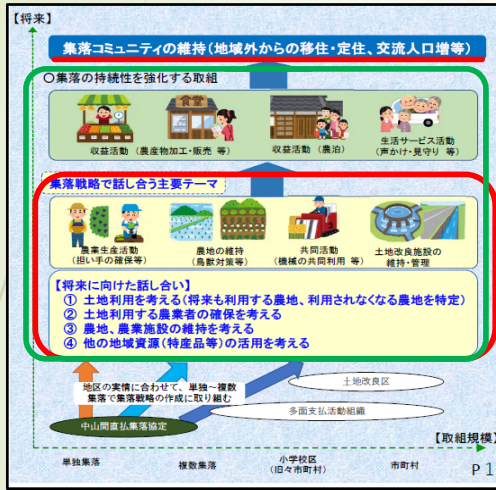 【将来】
集落コミュニティの維持(地域外からの移住・定住、交流人口増等)
〇集落の持続性を強化する取組
食堂
収益活動(農産物加工・販売 等)
収益活動(農泊)
生活サービス活動
(声かけ・見守り 等)
集落戦略で話し合う主要テーマ
農業生産活動
(担い手の確保等)
農地の維持
(鳥獣対策等)
共同活動
(機械の共同利用 等)
土地改良施設の
維持・管理
【将来に向けた話し合い】
① 土地利用を考える(将来も利用する農地、利用されなくなる農地を特定)
② 土地利用する農業者の確保を考える
③ 農地、農業施設の維持を考える
④ 他の地域資源(特産品等)の活用を考える
地区の実情に合わせて、単独~複数
集落で集落戦略の作成に取り組む
土地改良区
多面支払活動組織
中山間直払集落協定
【取組規模】
単独集落
複数集落
小学校区
(旧々市町村)
市町村
P 1